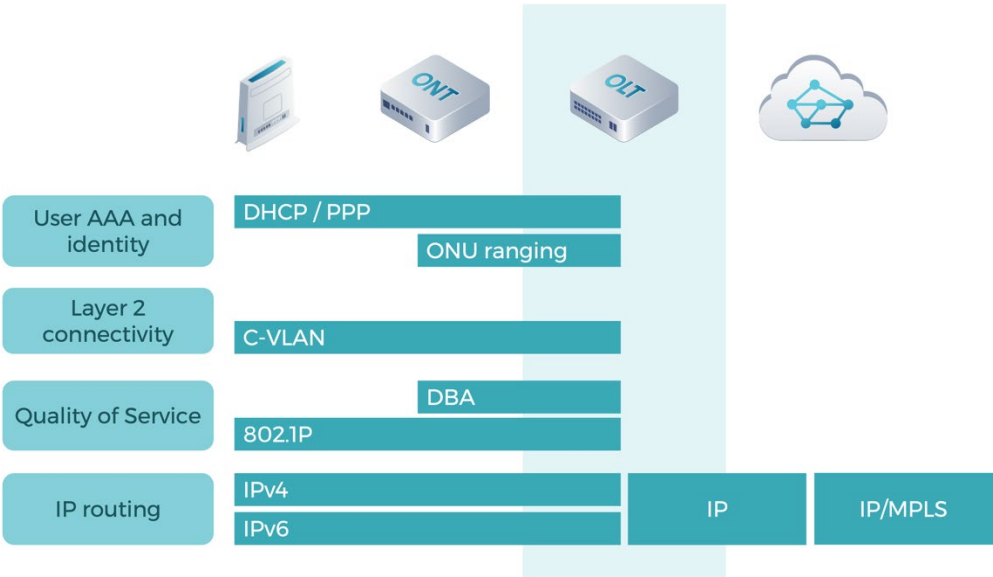 ONT
OLT
User AAA and
identity
DHCP / PPP
ONU ranging
Layer 2
connectivity
C-VLAN
Quality of Service
DBA
802.1P
IP routing
IPv4
IPv6
IP
IP/MPLS